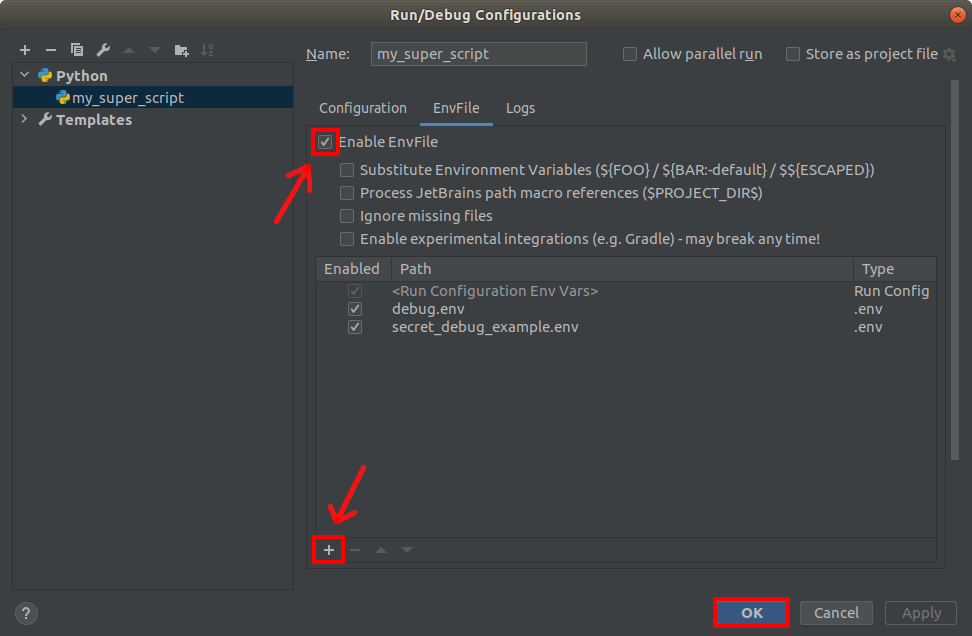 Run/Debug Configurations
Name: my_super_script Allow parallel run Store as project file
Python
my_super_script
Templates
Configuration EnvFile Logs
Enable EnvFile
Substitute Environment Variables (${FOO} / ${BAR:-default} / $${ESCAPED})
Process JetBrains path macro references ($PROJECT_DIR$)
Ignore missing files
Enable experimental integrations (e.g. Gradle) - may break any time!
Enabled Path Type
<Run Configuration Env Vars> Run Config
debug.env .env
secret_debug_example.env .env
? OK Cancel Apply